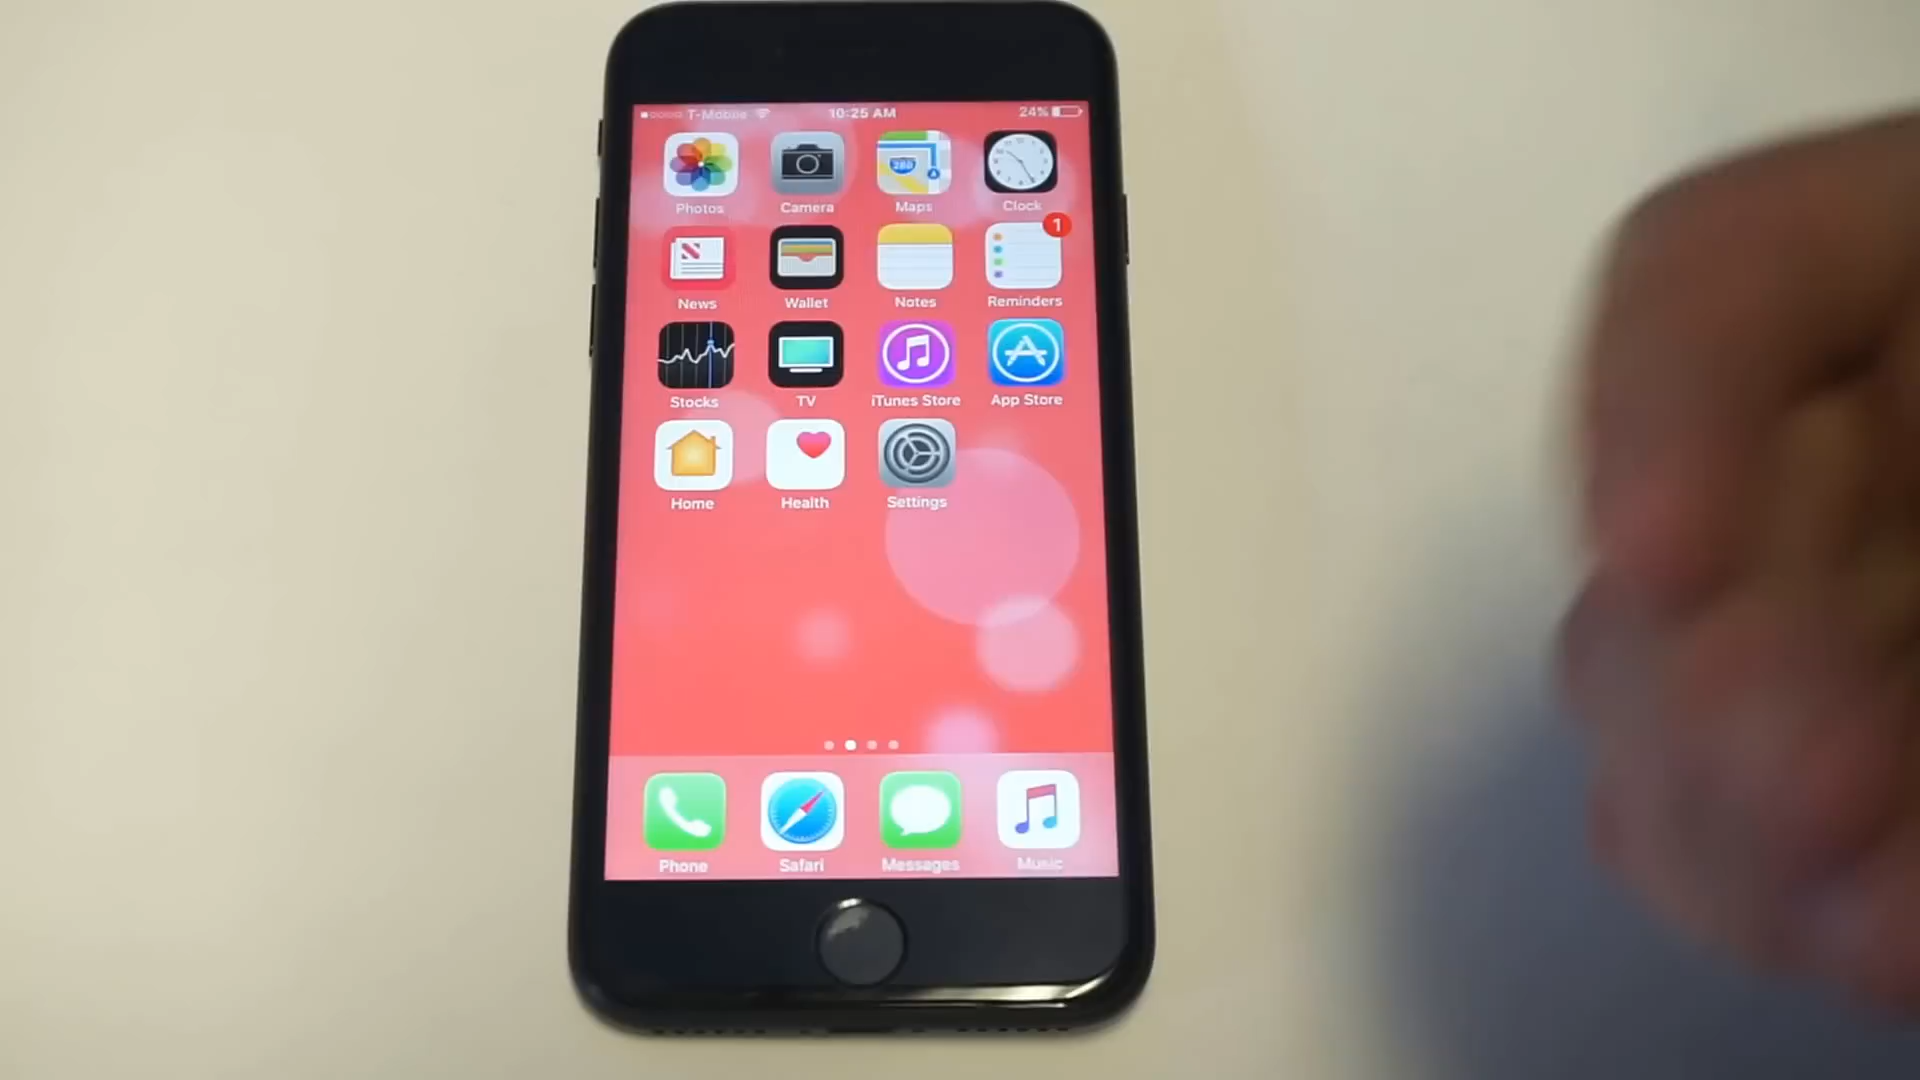 T-Mobile 10:25 AM 24%
Photos Camera Maps Clock
280
1
News Wallet Notes Reminders
Stocks TV iTunes Store App Store
Home Health Settings
Phone Safari Messages Music